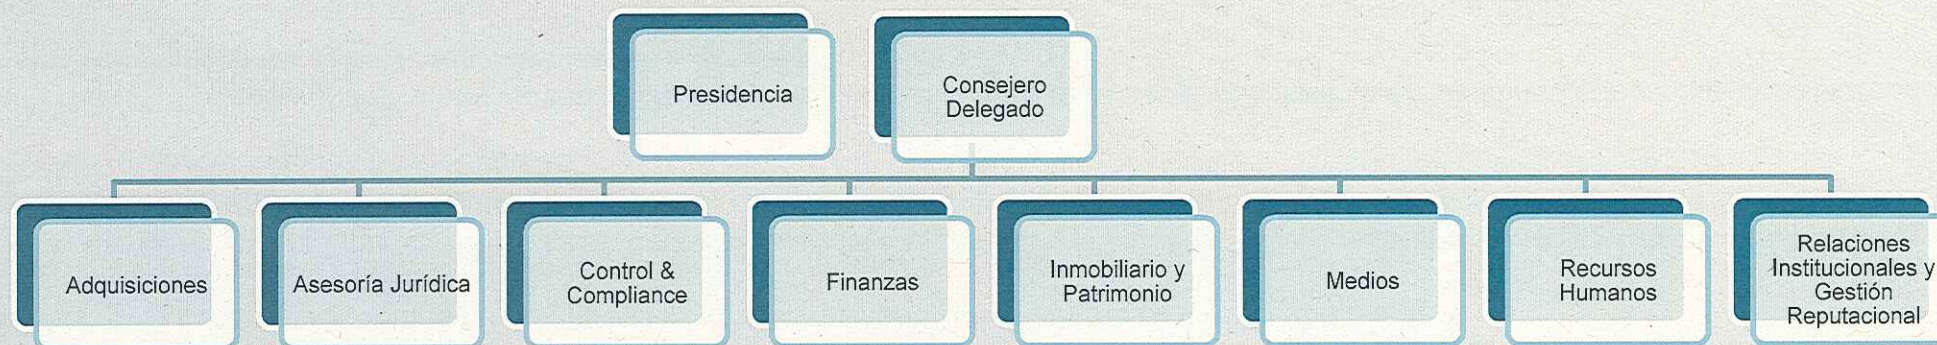 Presidencia
Consejero
Delegado
Adquisiciones
Asesoría Jurídica
Control &
Compliance
Finanzas
Inmobiliario y
Patrimonio
Medios
Recursos
Humanos
Relaciones
Institucionales y
Gestión
Reputacional